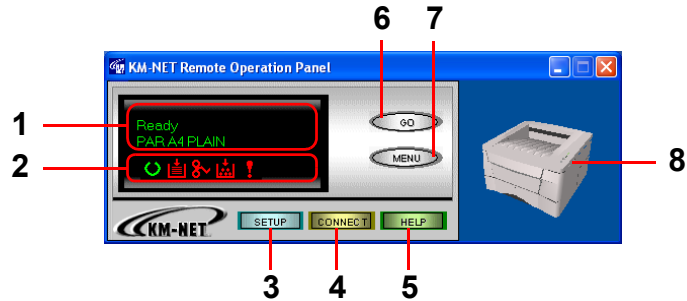 6 7
KM-NET Remote Operation Panel
1
Ready
PAR A4 PLAIN
GO
2
MENU
8
KM-NET
SETUP
CONNECT
HELP
3 4 5